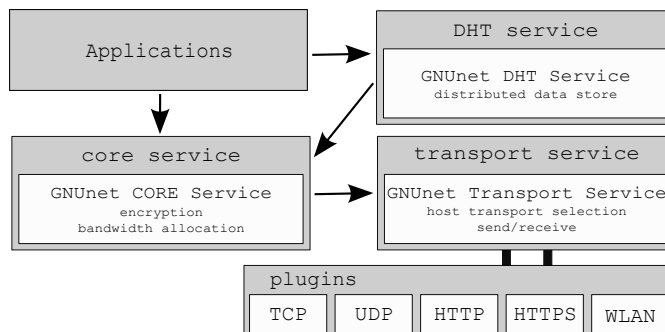 Applications
DHT service
GNUnet DHT Service
distributed data store
core service
GNUnet CORE Service
encryption
bandwidth allocation
transport service
GNUnet Transport Service
host transport selection
send/receive
plugins
TCP
UDP
HTTP
HTTPS
WLAN